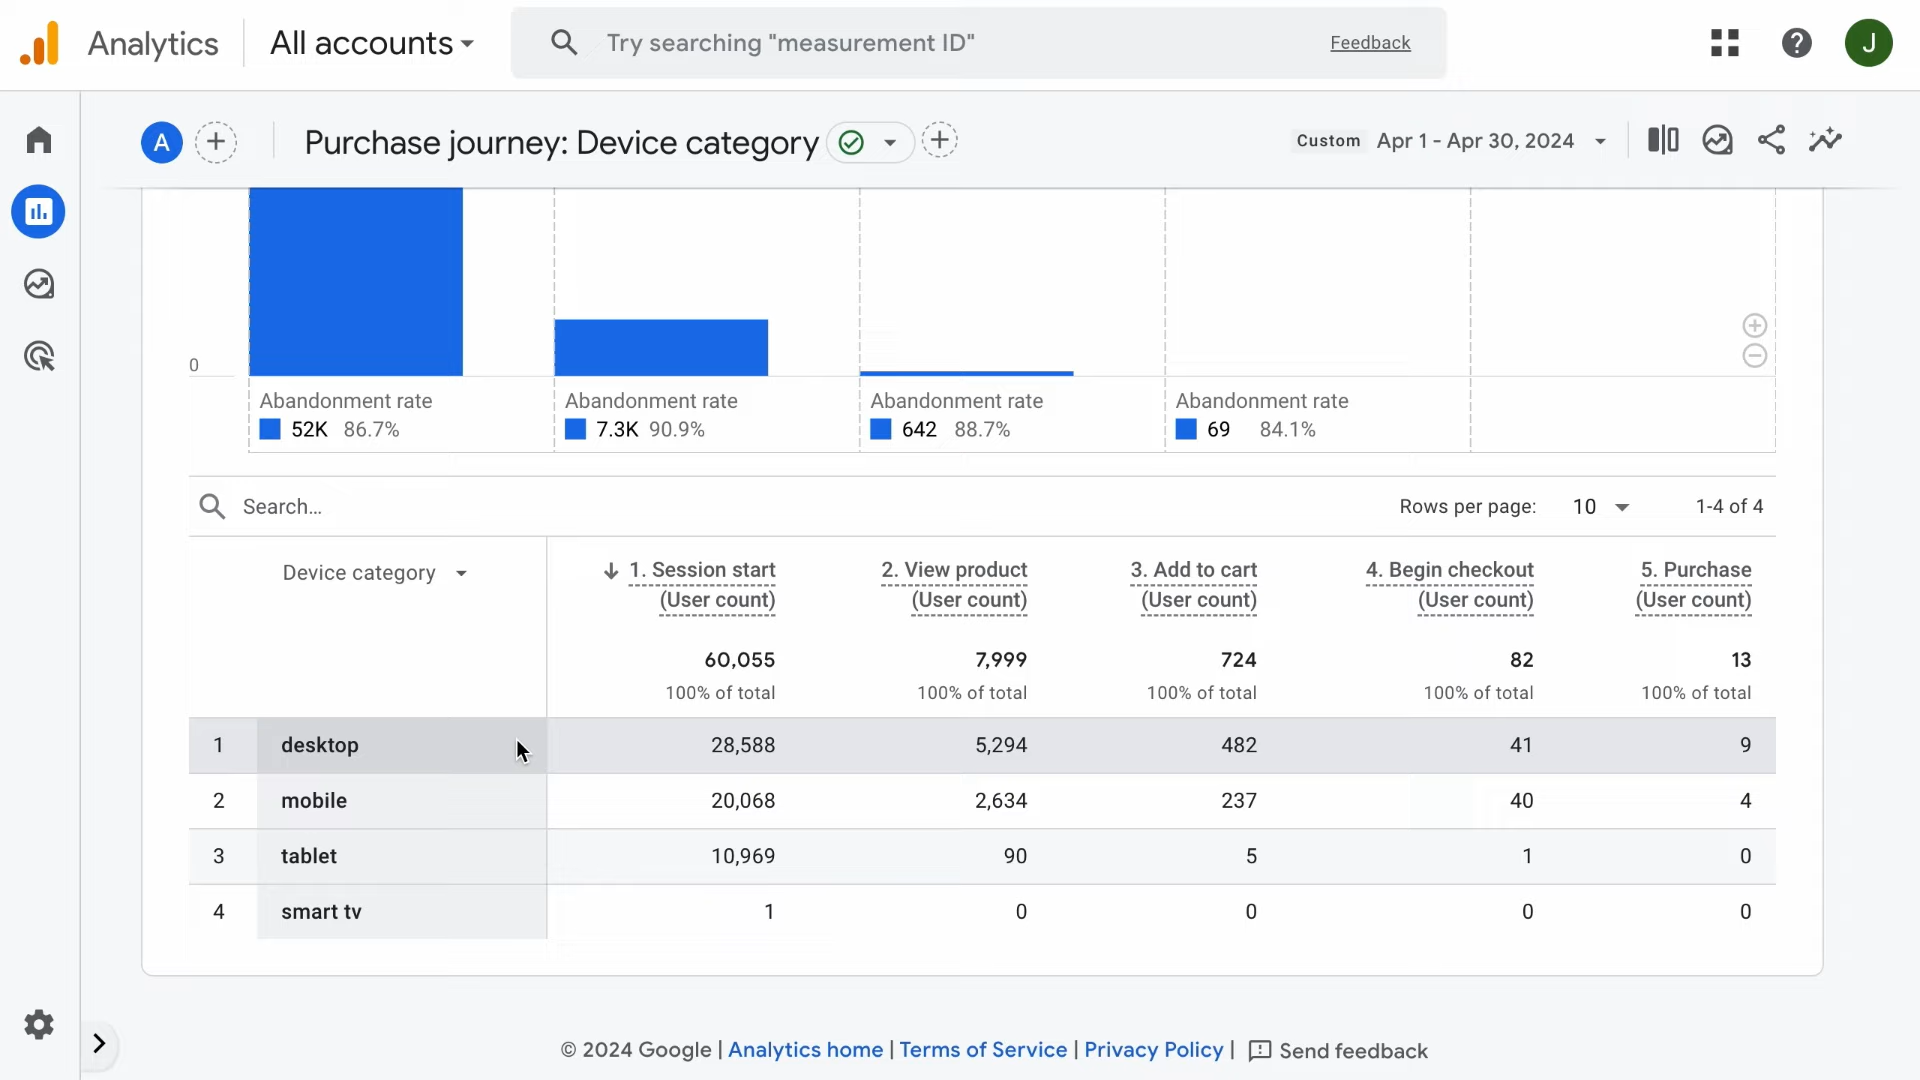 Analytics
All accounts
Try searching "measurement ID"
Feedback
J
A
Purchase journey: Device category
Custom Apr 1 - Apr 30, 2024
0
Abandonment rate Abandonment rate Abandonment rate Abandonment rate
52K 86.7% 7.3K 90.9% 642 88.7% 69 84.1%
Search...
Rows per page: 10 1-4 of 4
Device category 1. Session start 2. View product 3. Add to cart 4. Begin checkout 5. Purchase
(User count) (User count) (User count) (User count) (User count)
60,055 7,999 724 82 13
100% of total 100% of total 100% of total 100% of total 100% of total
1 desktop 28,588 5,294 482 41 9
2 mobile 20,068 2,634 237 40 4
3 tablet 10,969 90 5 1 0
4 smart tv 1 0 0 0 0
© 2024 Google | Analytics home | Terms of Service | Privacy Policy | Send feedback